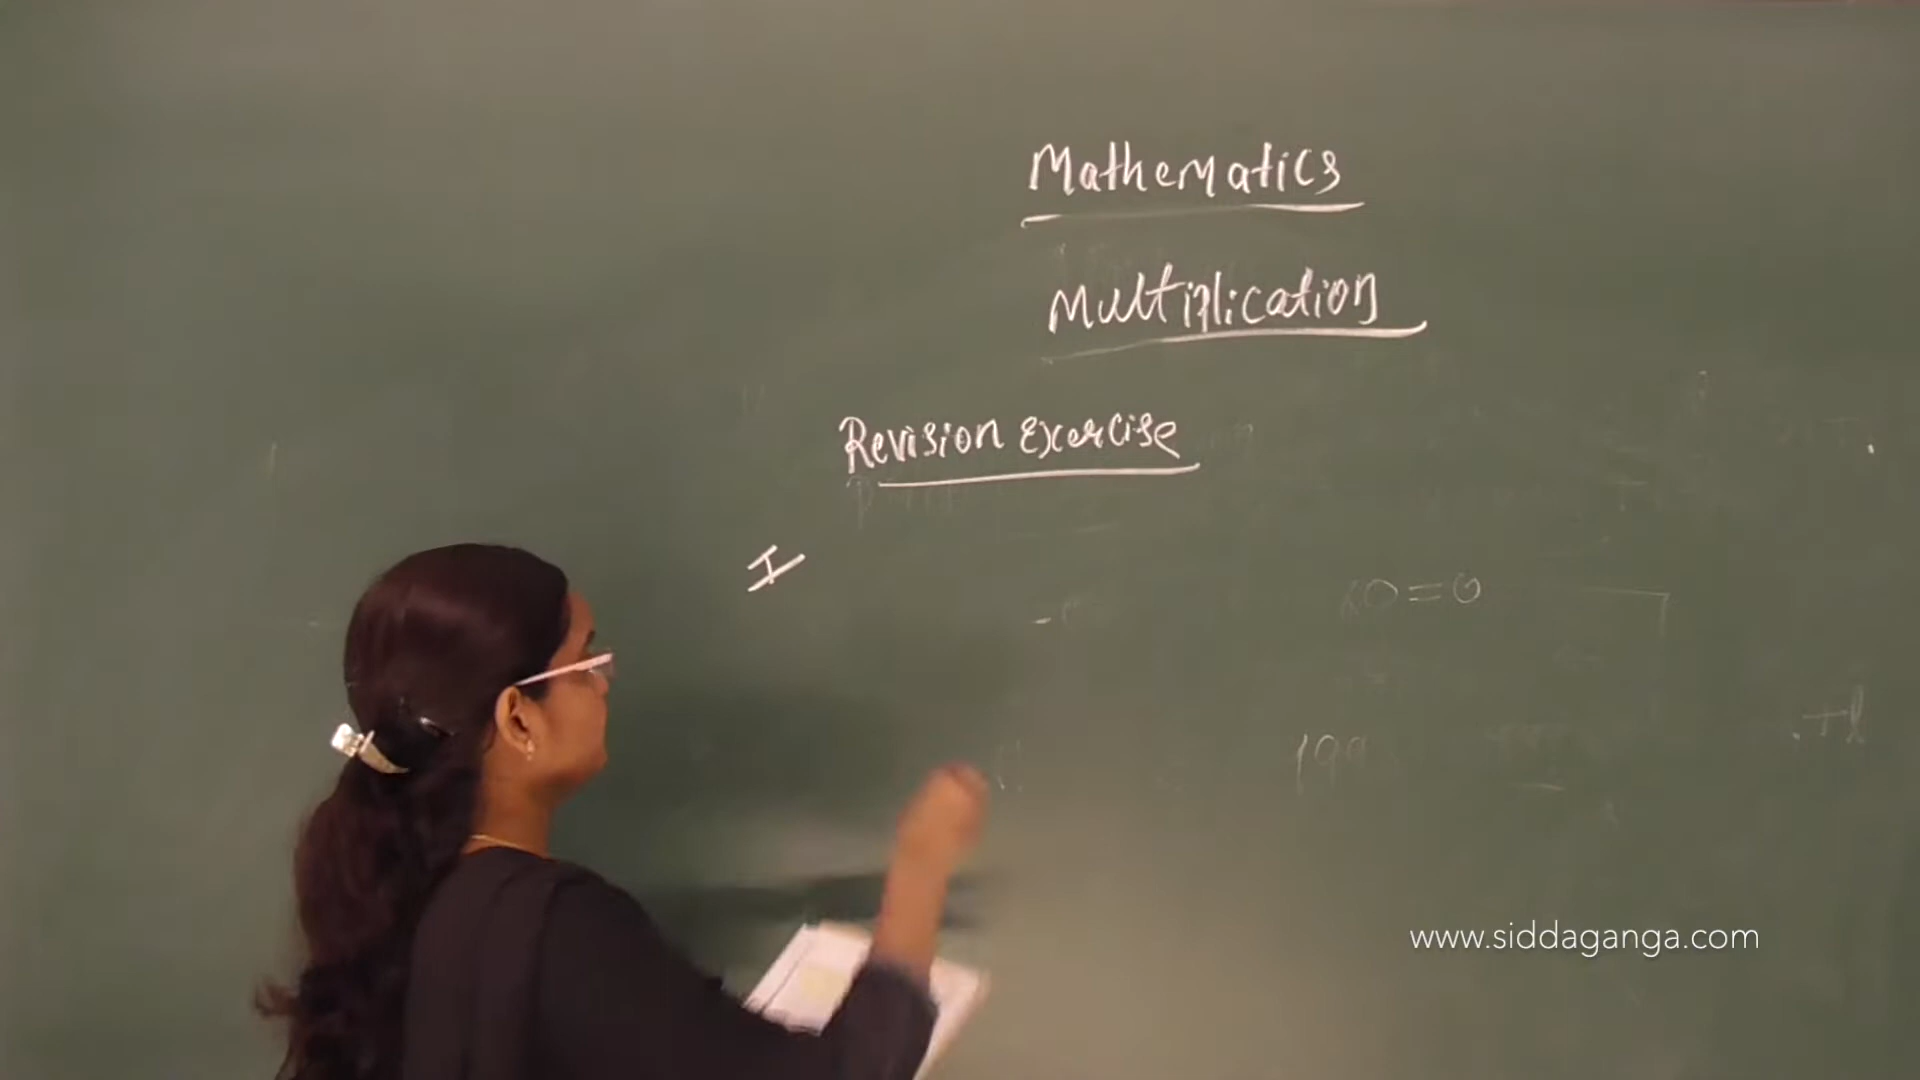 Mathematics
Multiplication
Revision Exercise
I
www.siddaganga.com